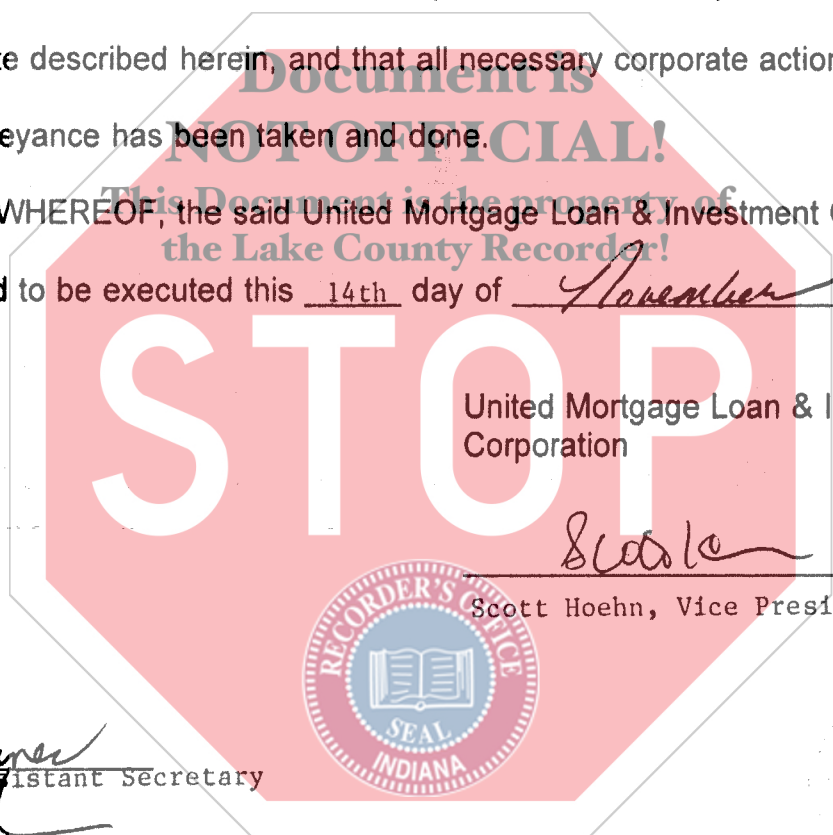 e described herein, and that all necessary corporate action
Document is
eyance has been taken and done.
NOT OFFICIAL!
This Document is the property of
WHEREOF, the said United Mortgage Loan & Investment
the Lake County Recorder!
d to be executed this 14th day of November
STOP
United Mortgage Loan & I
Corporation
Scott Hoehn, Vice Presi
RECORDER'S OFFICE
SEAL
INDIANA
istant Secretary